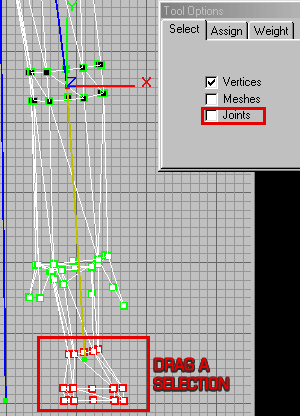 Tool Options
Select Assign Weight
Y
Z
X
Vertices
Meshes
Joints
DRAG A
SELECTION